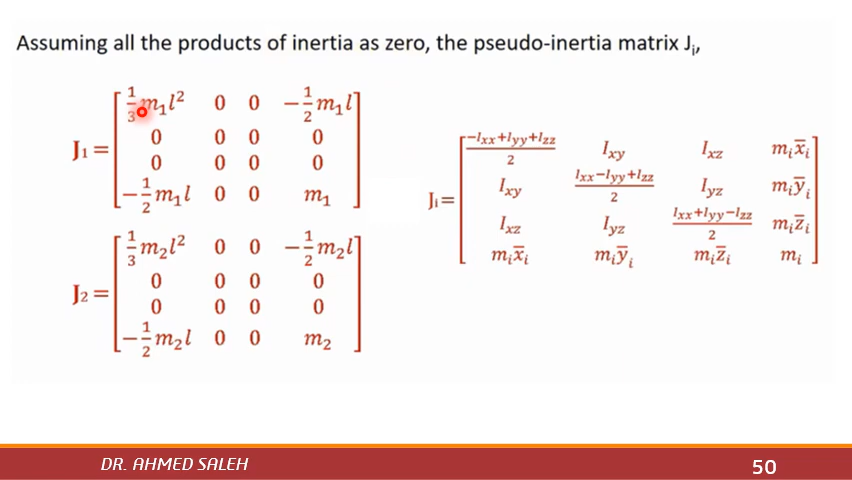 Assuming all the products of inertia as zero, the pseudo-inertia matrix Jᵢ,
J₁ = [ 1/3 m₁l² 0 0 −1/2 m₁l
0 0 0 0
0 0 0 0
−1/2 m₁l 0 0 m₁ ]
J₂ = [ 1/3 m₂l² 0 0 −1/2 m₂l
0 0 0 0
0 0 0 0
−1/2 m₂l 0 0 m₂ ]
Jᵢ = [ (−Ixx+Iyy+Izz)/2 Ixy Ixz mᵢx̄ᵢ
Ixy (Ixx−Iyy+Izz)/2 Iyz mᵢȳᵢ
Ixz Iyz (Ixx+Iyy−Izz)/2 mᵢz̄ᵢ
mᵢx̄ᵢ mᵢȳᵢ mᵢz̄ᵢ mᵢ ]
DR. AHMED SALEH
50